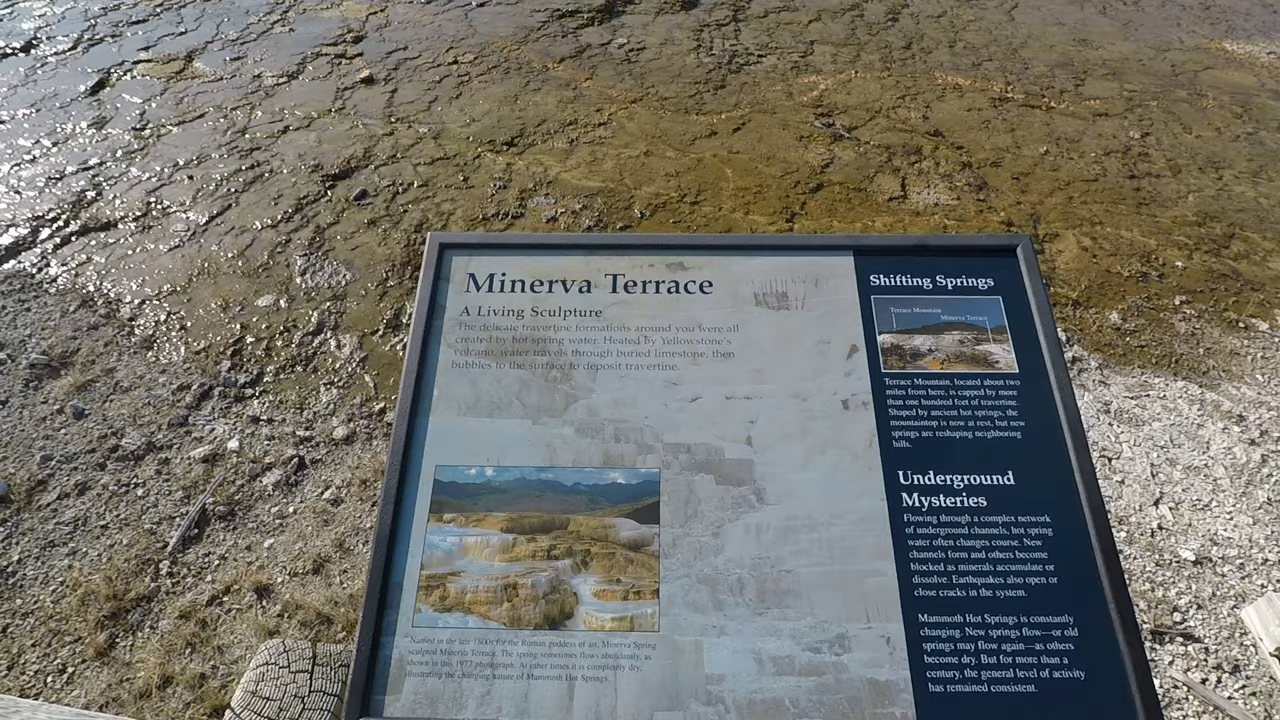 Minerva Terrace
A Living Sculpture
The delicate travertine formations around you were all
created by hot spring water. Heated by Yellowstone's
volcano, water travels through buried limestone, then
bubbles to the surface to deposit travertine.
Named in the late 1800s for the Roman goddess of art, Minerva Spring
sculpted Minerva Terrace. The spring sometimes flows abundantly, as
shown in this 1977 photograph. At other times it is completely dry,
illustrating the changing nature of Mammoth Hot Springs.
Shifting Springs
Terrace Mountain
Minerva Terrace
Terrace Mountain, located about two
miles from here, is capped by more
than one hundred feet of travertine.
Shaped by ancient hot springs, the
mountaintop is now at rest, but new
springs are reshaping neighboring
hills.
Underground
Mysteries
Flowing through a complex network
of underground channels, hot spring
water often changes course. New
channels form and others become
blocked as minerals accumulate or
dissolve. Earthquakes also open or
close cracks in the system.
Mammoth Hot Springs is constantly
changing. New springs flow—or old
springs may flow again—as others
become dry. But for more than a
century, the general level of activity
has remained consistent.